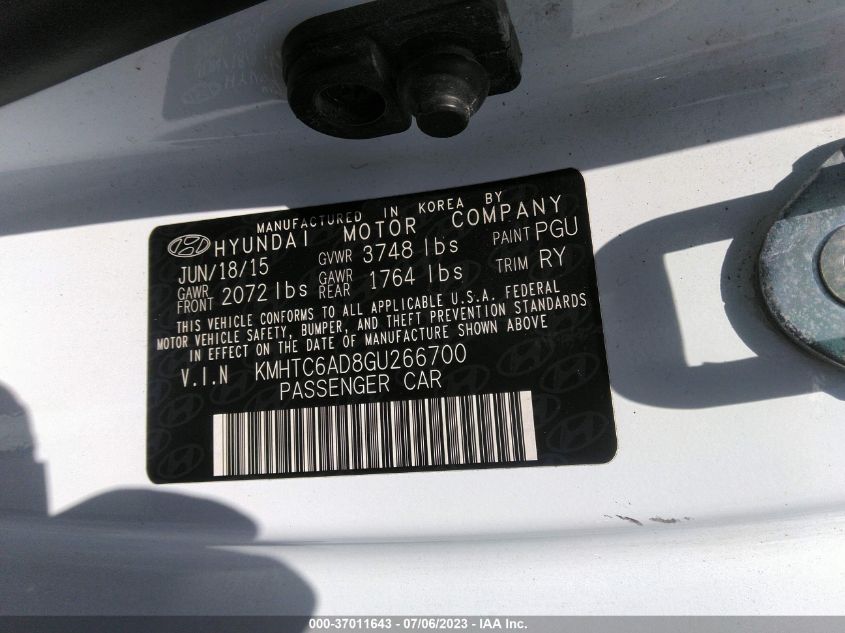 MANUFACTURED IN KOREA BY
HYUNDAI MOTOR COMPANY
JUN/18/15 GVWR 3748 lbs PAINT PGU
GAWR FRONT 2072 lbs GAWR REAR 1764 lbs TRIM RY
THIS VEHICLE CONFORMS TO ALL APPLICABLE U.S.A. FEDERAL
MOTOR VEHICLE SAFETY, BUMPER, AND THEFT PREVENTION STANDARDS
IN EFFECT ON THE DATE OF MANUFACTURE SHOWN ABOVE
V.I.N KMHTC6AD8GU266700
PASSENGER CAR
000-37011643 - 07/06/2023 - IAA Inc.